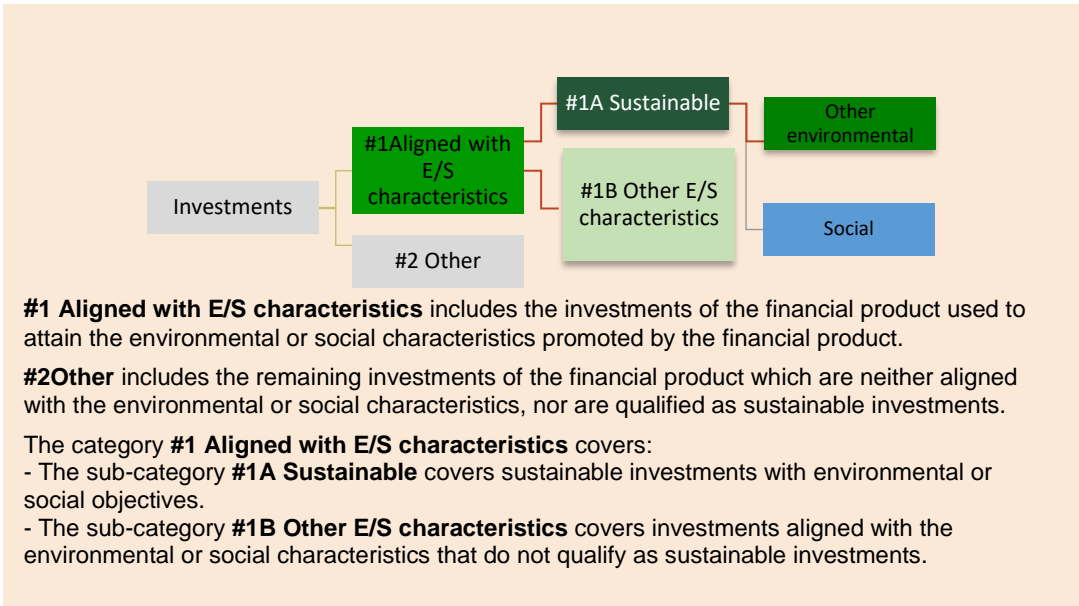 #1A Sustainable
Other
environmental
#1Aligned with
E/S
characteristics
#1B Other E/S
characteristics
Investments
Social
#2 Other
#1 Aligned with E/S characteristics includes the investments of the financial product used to
attain the environmental or social characteristics promoted by the financial product.
#2Other includes the remaining investments of the financial product which are neither aligned
with the environmental or social characteristics, nor are qualified as sustainable investments.
The category #1 Aligned with E/S characteristics covers:
- The sub-category #1A Sustainable covers sustainable investments with environmental or
social objectives.
- The sub-category #1B Other E/S characteristics covers investments aligned with the
environmental or social characteristics that do not qualify as sustainable investments.